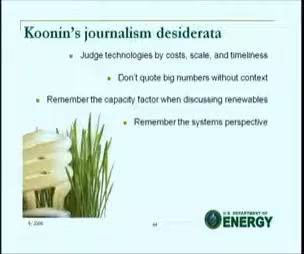 Koonin's journalism desiderata
Judge technologies by costs, scale, and timeliness
Don't quote big numbers without context
Remember the capacity factor when discussing renewables
Remember the systems perspective
U.S. DEPARTMENT OF
ENERGY